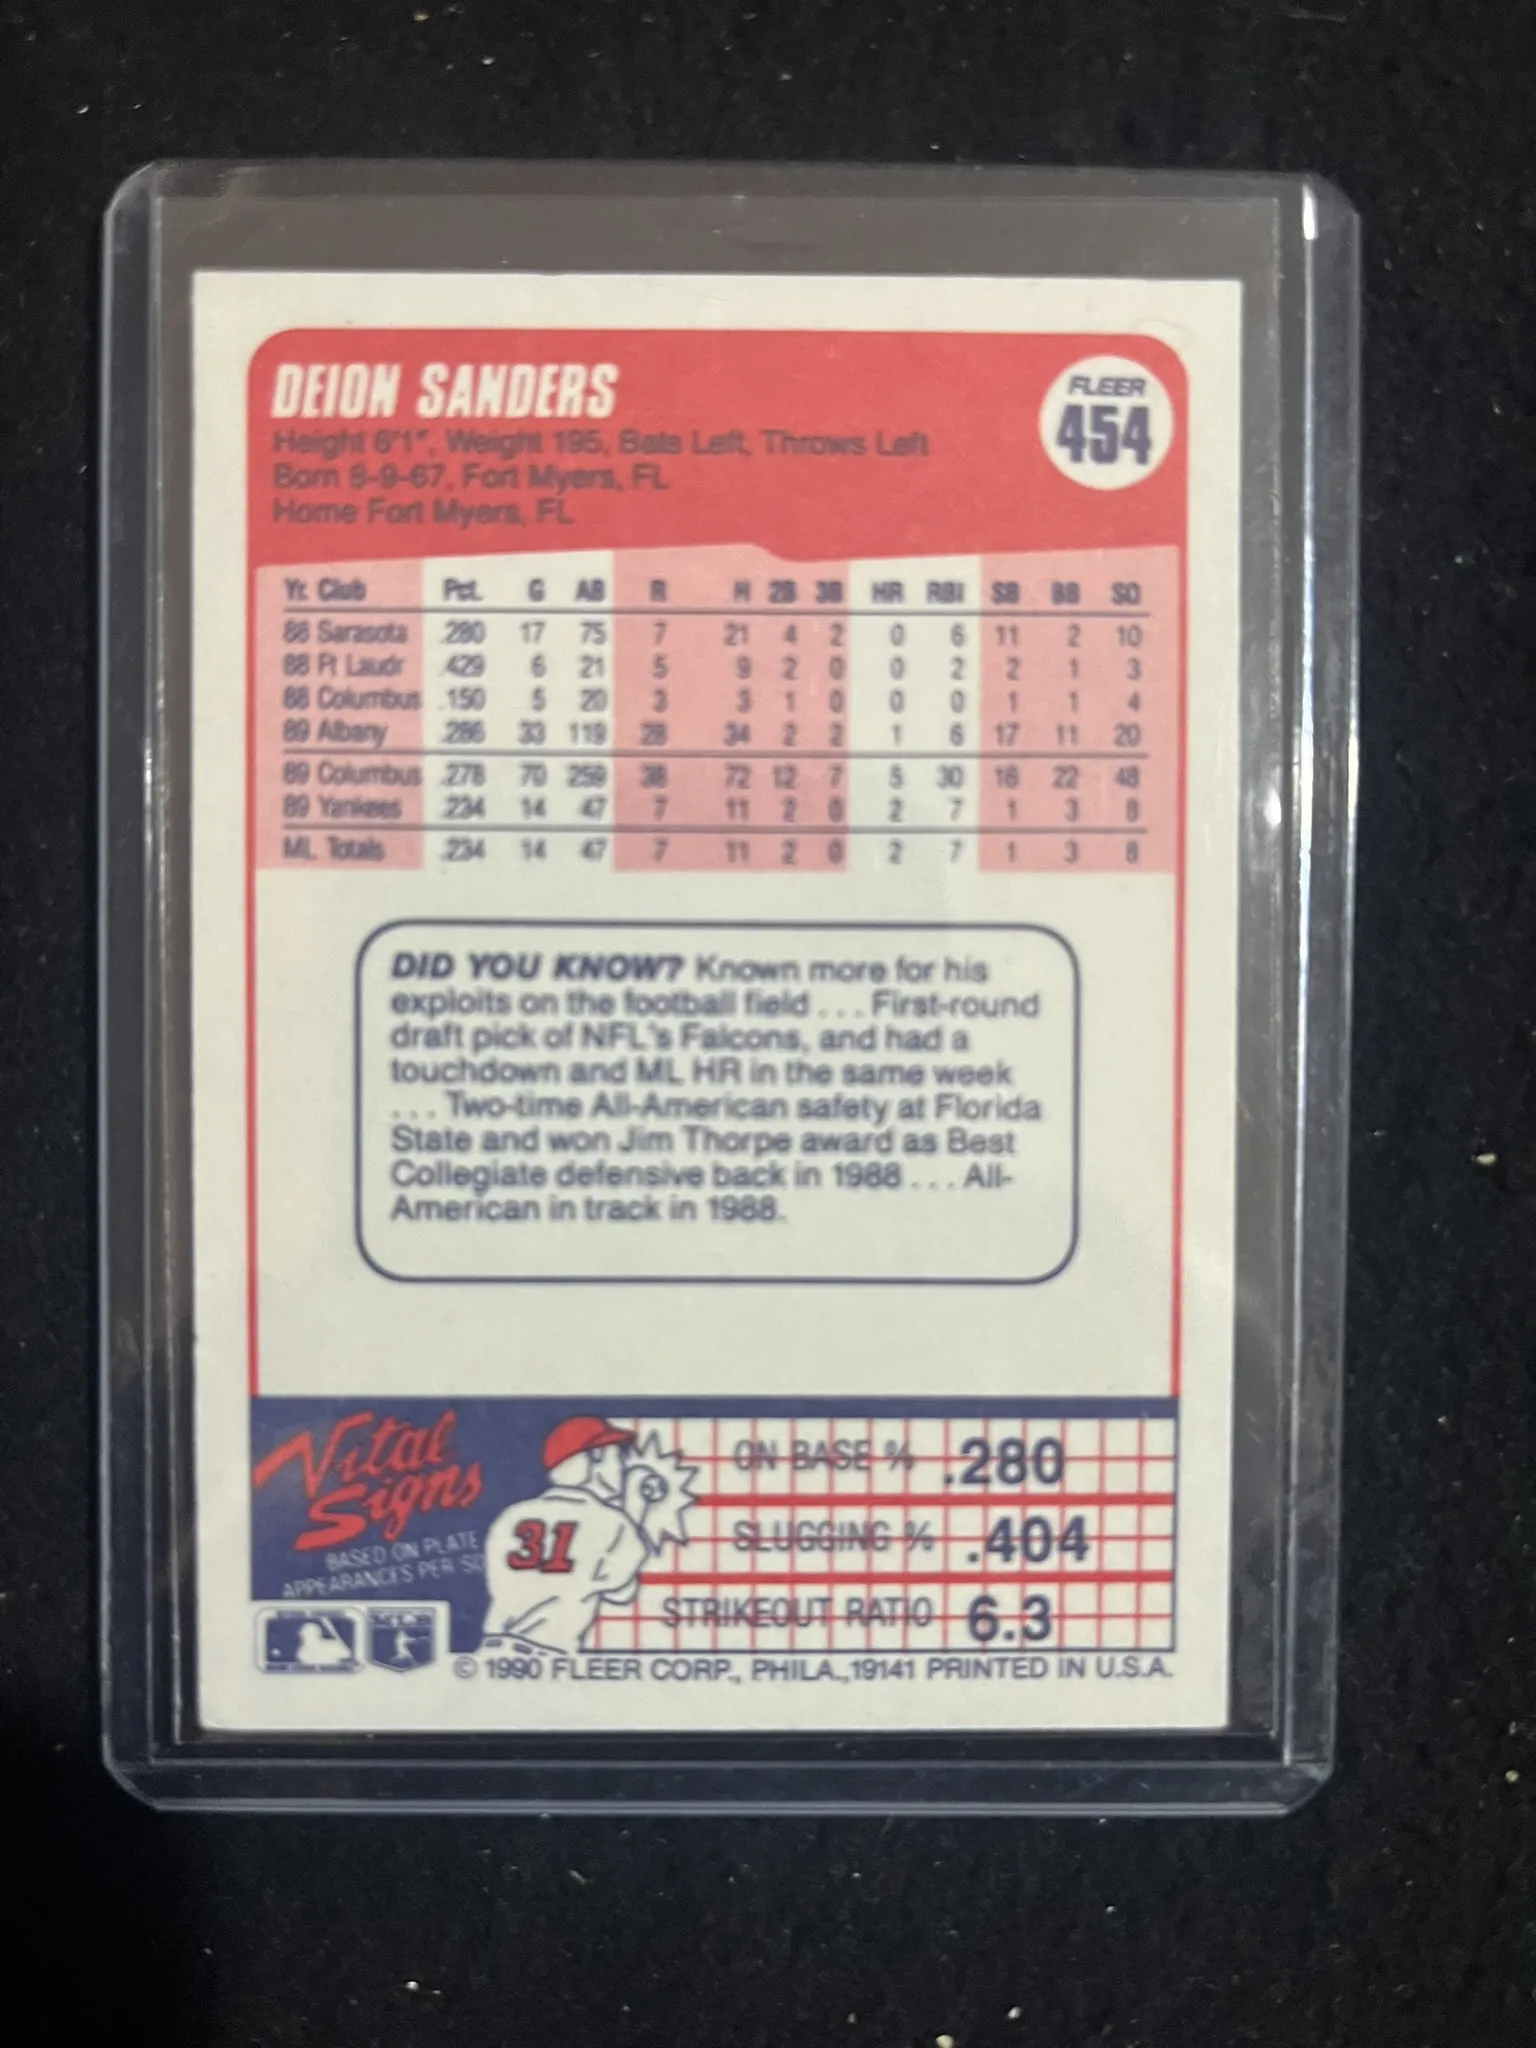 DEION SANDERS
FLEER
454
Height 6'1", Weight 195, Bats Left, Throws Left
Born 8-9-67, Fort Myers, FL
Home Fort Myers, FL
Yr. Club Pct. G AB R H 2B 3B HR RBI SB BB SO
88 Sarasota .280 17 75 7 21 4 2 0 6 11 2 10
88 Ft Laudr .429 6 21 5 9 2 0 0 2 2 1 3
88 Columbus .150 5 20 3 3 1 0 0 0 1 1 4
89 Albany .286 33 119 28 34 2 2 1 6 17 11 20
89 Columbus .278 70 259 38 72 12 7 5 30 16 22 48
89 Yankees .234 14 47 7 11 2 0 2 7 1 3 8
ML Totals .234 14 47 7 11 2 0 2 7 1 3 8
DID YOU KNOW? Known more for his
exploits on the football field . . . First-round
draft pick of NFL's Falcons, and had a
touchdown and ML HR in the same week
. . . Two-time All-American safety at Florida
State and won Jim Thorpe award as Best
Collegiate defensive back in 1988 . . . All-
American in track in 1988.
Vital
Signs
BASED ON PLATE
APPEARANCES PER SO
31
ON BASE % .280
SLUGGING % .404
STRIKEOUT RATIO 6.3
© 1990 FLEER CORP., PHILA.,19141 PRINTED IN U.S.A.